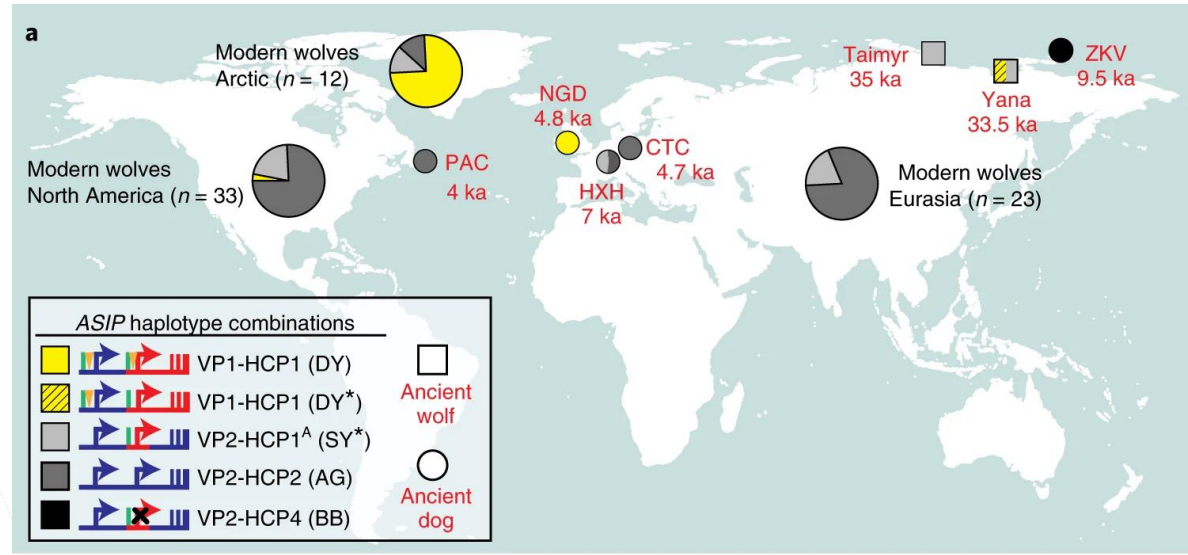 a
Modern wolves
Arctic (n = 12)
Taimyr
35 ka
ZKV
9.5 ka
Yana
33.5 ka
NGD
4.8 ka
CTC
4.7 ka
HXH
7 ka
PAC
4 ka
Modern wolves
North America (n = 33)
Modern wolves
Eurasia (n = 23)
ASIP haplotype combinations
VP1-HCP1 (DY)
VP1-HCP1 (DY*)
VP2-HCP1ᴬ (SY*)
VP2-HCP2 (AG)
VP2-HCP4 (BB)
Ancient
wolf
Ancient
dog